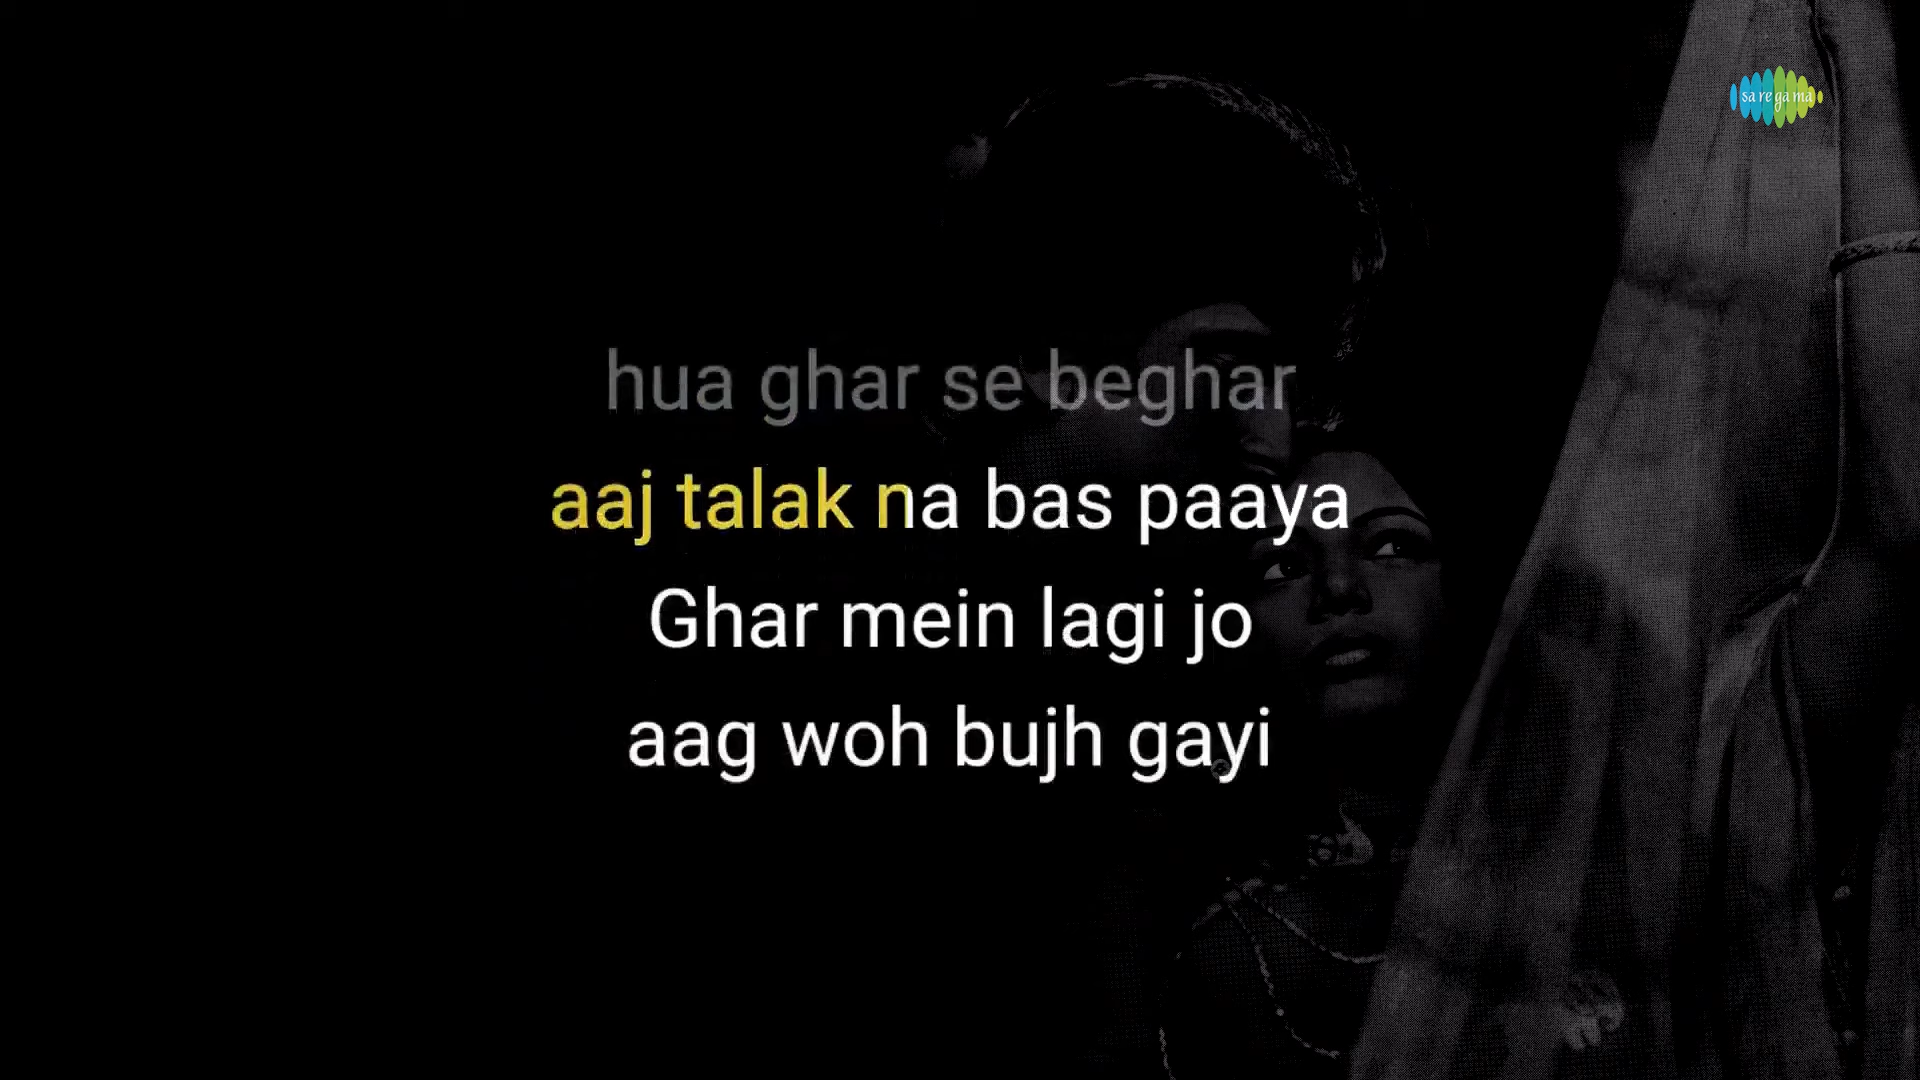 saregama
hua ghar se beghar
aaj talak na bas paaya
Ghar mein lagi jo
aag woh bujh gayi